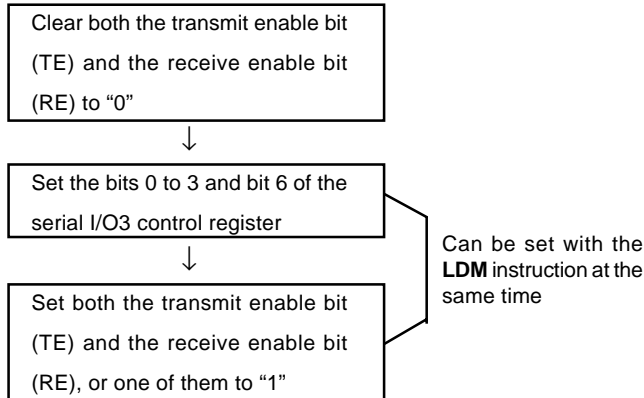 Clear both the transmit enable bit
(TE) and the receive enable bit
(RE) to “0”
↓
Set the bits 0 to 3 and bit 6 of the
serial I/O3 control register
↓
Set both the transmit enable bit
(TE) and the receive enable bit
(RE), or one of them to “1”
Can be set with the
LDM instruction at the
same time